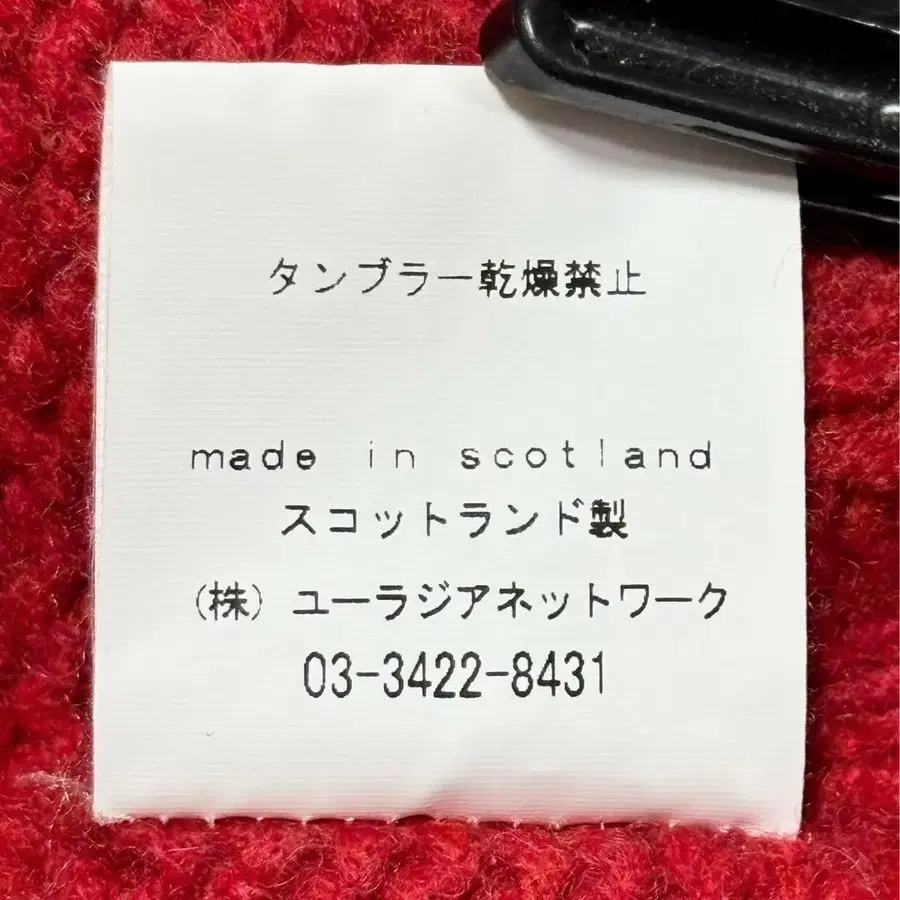 タンブラー乾燥禁止
made in scotland
スコットランド製
(株) ユーラジアネットワーク
03-3422-8431